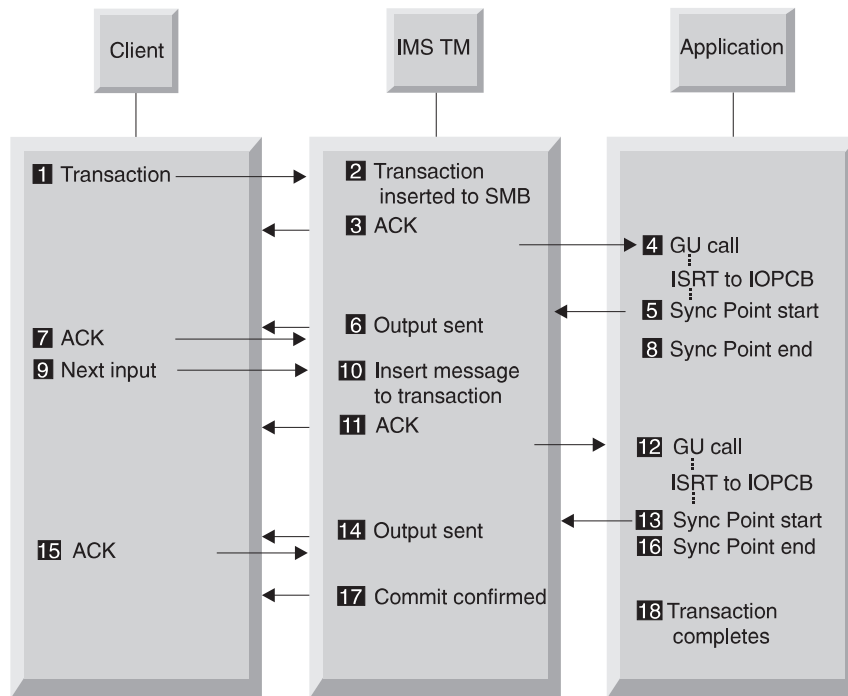 Client
IMS TM
Application
1 Transaction
2 Transaction
inserted to SMB
3 ACK
4 GU call
ISRT to IOPCB
5 Sync Point start
6 Output sent
7 ACK
8 Sync Point end
9 Next input
10 Insert message
to transaction
11 ACK
12 GU call
ISRT to IOPCB
13 Sync Point start
14 Output sent
15 ACK
16 Sync Point end
17 Commit confirmed
18 Transaction
completes